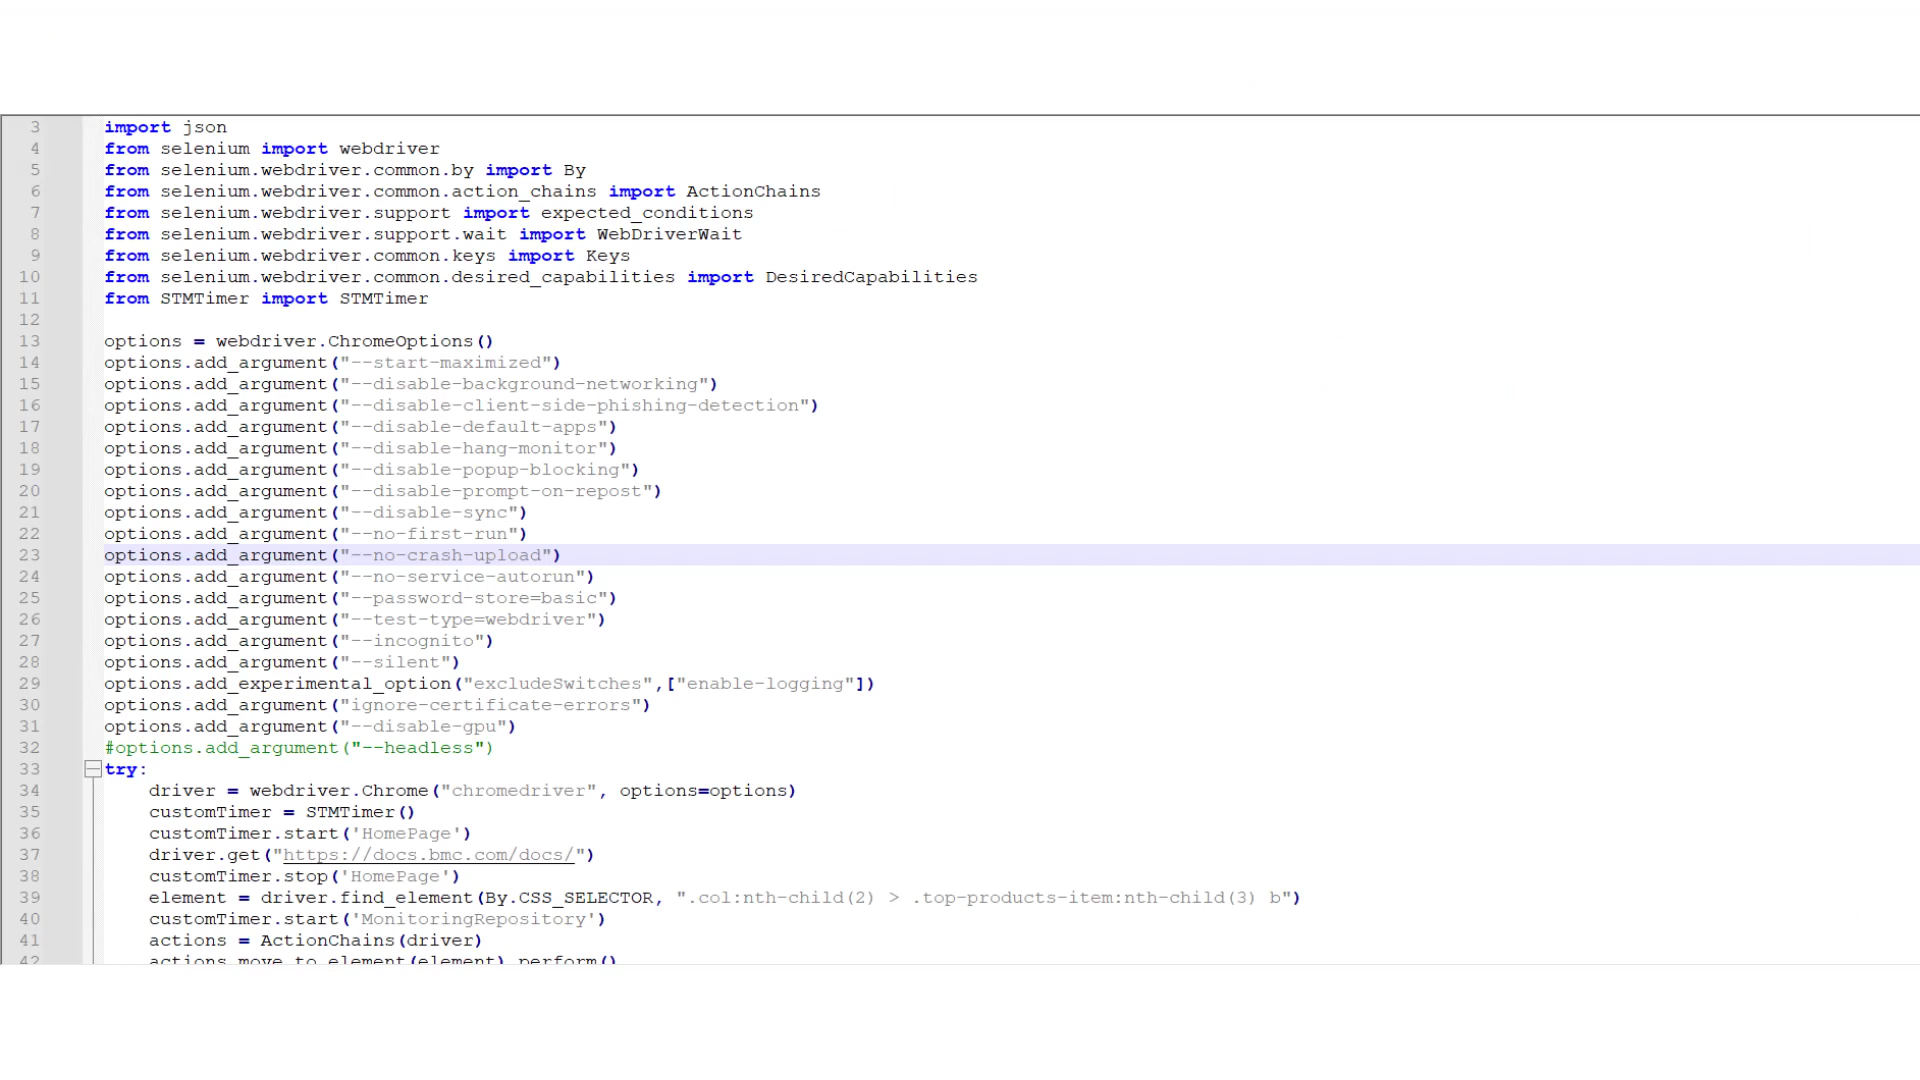 3 import json
4 from selenium import webdriver
5 from selenium.webdriver.common.by import By
6 from selenium.webdriver.common.action_chains import ActionChains
7 from selenium.webdriver.support import expected_conditions
8 from selenium.webdriver.support.wait import WebDriverWait
9 from selenium.webdriver.common.keys import Keys
10 from selenium.webdriver.common.desired_capabilities import DesiredCapabilities
11 from STMTimer import STMTimer
12
13 options = webdriver.ChromeOptions()
14 options.add_argument("--start-maximized")
15 options.add_argument("--disable-background-networking")
16 options.add_argument("--disable-client-side-phishing-detection")
17 options.add_argument("--disable-default-apps")
18 options.add_argument("--disable-hang-monitor")
19 options.add_argument("--disable-popup-blocking")
20 options.add_argument("--disable-prompt-on-repost")
21 options.add_argument("--disable-sync")
22 options.add_argument("--no-first-run")
23 options.add_argument("--no-crash-upload")
24 options.add_argument("--no-service-autorun")
25 options.add_argument("--password-store=basic")
26 options.add_argument("--test-type=webdriver")
27 options.add_argument("--incognito")
28 options.add_argument("--silent")
29 options.add_experimental_option("excludeSwitches",["enable-logging"])
30 options.add_argument("ignore-certificate-errors")
31 options.add_argument("--disable-gpu")
32 #options.add_argument("--headless")
33 try:
34 driver = webdriver.Chrome("chromedriver", options=options)
35 customTimer = STMTimer()
36 customTimer.start('HomePage')
37 driver.get("https://docs.bmc.com/docs/")
38 customTimer.stop('HomePage')
39 element = driver.find_element(By.CSS_SELECTOR, ".col:nth-child(2) > .top-products-item:nth-child(3) b")
40 customTimer.start('MonitoringRepository')
41 actions = ActionChains(driver)
42 actions.move_to_element(element).perform()